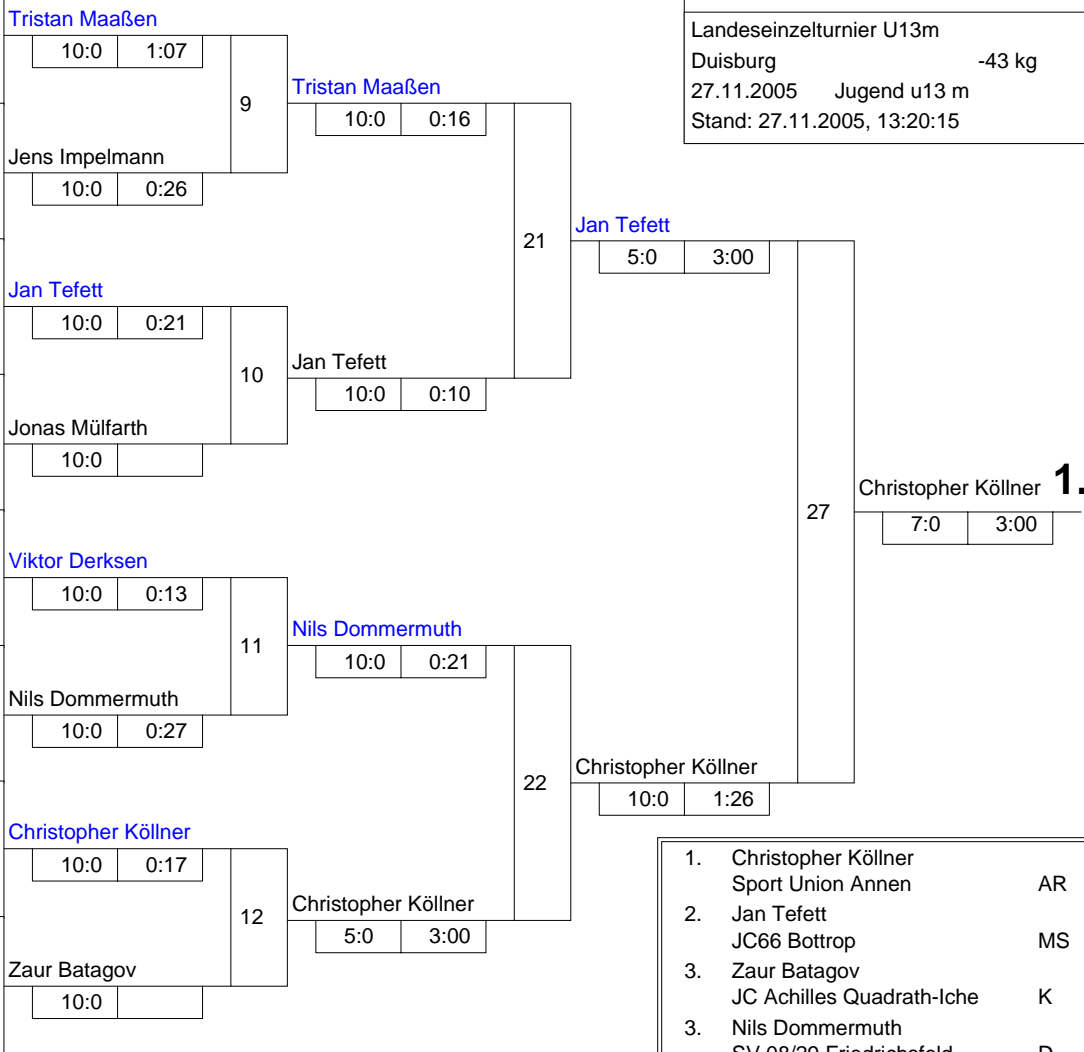 Landeseinzelturnier U13m
Duisburg -43 kg
27.11.2005 Jugend u13 m
Stand: 27.11.2005, 13:20:15
Tristan Maaßen
10:0 1:07
9
Jens Impelmann
10:0 0:26
Jan Tefett
10:0 0:21
10
Jonas Mülfarth
10:0
Viktor Derksen
10:0 0:13
11
Nils Dommermuth
10:0 0:27
Christopher Köllner
10:0 0:17
12
Zaur Batagov
10:0
Tristan Maaßen
10:0 0:16
21
Jan Tefett
10:0 0:10
Nils Dommermuth
10:0 0:21
22
Christopher Köllner
5:0 3:00
Jan Tefett
5:0 3:00
27
Christopher Köllner
10:0 1:26
Christopher Köllner 1.
7:0 3:00
1. Christopher Köllner
Sport Union Annen AR
2. Jan Tefett
JC66 Bottrop MS
3. Zaur Batagov
JC Achilles Quadrath-Iche K
3. Nils Dommermuth
SV 08/29 Friedrichsfeld D